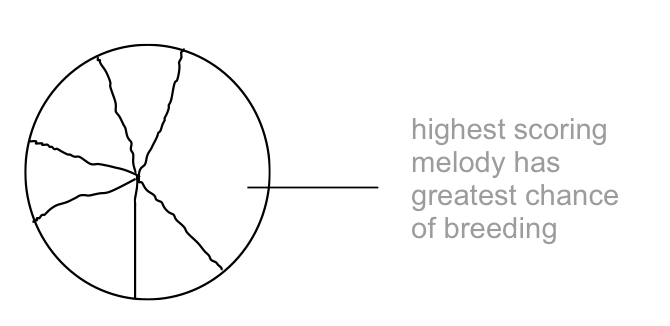 highest scoring
melody has
greatest chance
of breeding